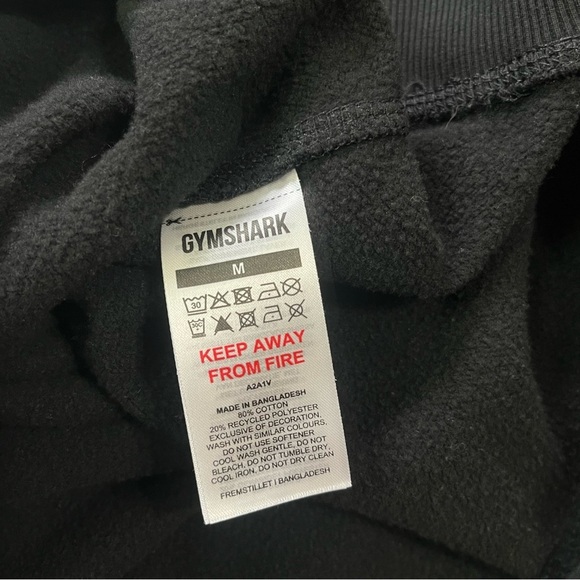 GYMSHARK
M
30
30C
KEEP AWAY
FROM FIRE
A2A1V
MADE IN BANGLADESH
80% COTTON
20% RECYCLED POLYESTER
EXCLUSIVE OF DECORATION,
WASH WITH SIMILAR COLOURS,
DO NOT USE SOFTENER
COOL WASH GENTLE, DO NOT
BLEACH, DO NOT TUMBLE DRY,
COOL IRON, DO NOT DRY CLEAN
FREMSTILLET I BANGLADESH